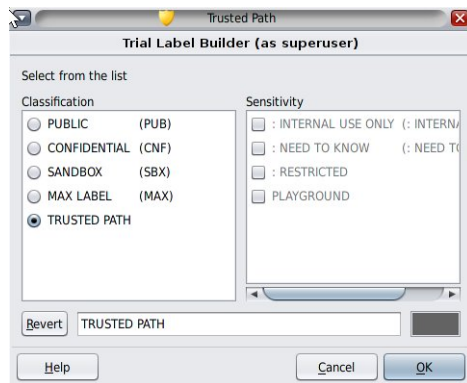 Trusted Path
Trial Label Builder (as superuser)
Select from the list
Classification
PUBLIC (PUB)
CONFIDENTIAL (CNF)
SANDBOX (SBX)
MAX LABEL (MAX)
TRUSTED PATH
Sensitivity
: INTERNAL USE ONLY (: INTERNA
: NEED TO KNOW (: NEED T
: RESTRICTED
PLAYGROUND
Revert TRUSTED PATH
Help Cancel OK